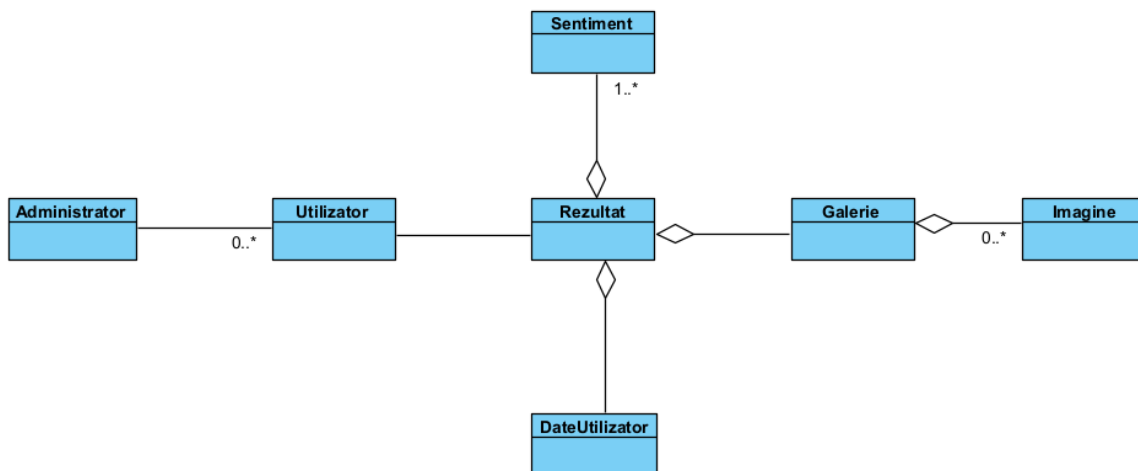 Sentiment
1..*
Administrator
Utilizator
Rezultat
Galerie
Imagine
0..*
0..*
DateUtilizator